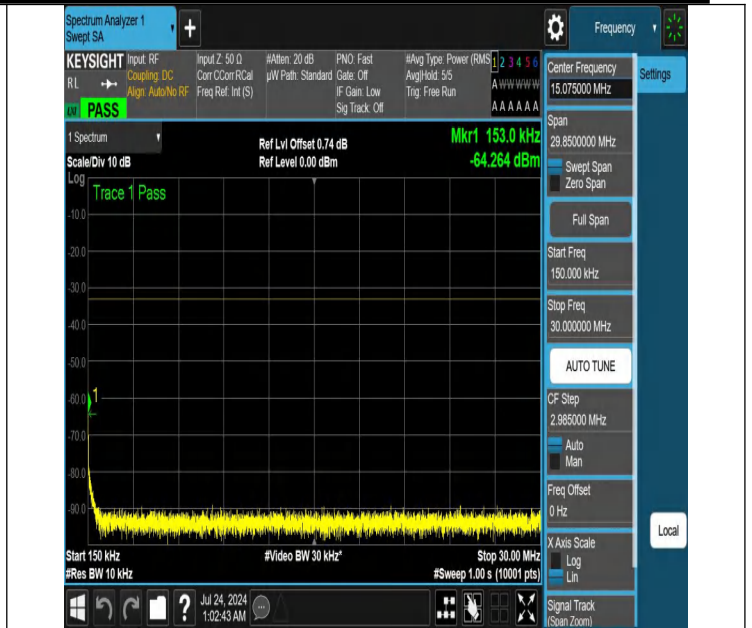 Spectrum Analyzer 1
Swept SA
+
Frequency
KEYSIGHT
RL
PASS
Input: RF
Coupling: DC
Align: Auto/No RF
Input Z: 50 Ω
Corr CCorr RCal
Freq Ref: Int (S)
#Atten: 20 dB
µW Path: Standard
PNO: Fast
Gate: Off
IF Gain: Low
Sig Track: Off
#Avg Type: Power (RMS
Avg|Hold: 5/5
Trig: Free Run
1 2 3 4 5 6
A W W W W W
A A A A A A
1 Spectrum
Scale/Div 10 dB
Ref Lvl Offset 0.74 dB
Ref Level 0.00 dBm
Mkr1 153.0 kHz
-64.264 dBm
Log
Trace 1 Pass
-10.0
-20.0
-30.0
-40.0
-50.0
-60.0
1
-70.0
-80.0
-90.0
Start 150 kHz
#Res BW 10 kHz
#Video BW 30 kHz*
Stop 30.00 MHz
#Sweep 1.00 s (10001 pts)
Center Frequency
15.075000 MHz
Span
29.8500000 MHz
Swept Span
Zero Span
Full Span
Start Freq
150.000 kHz
Stop Freq
30.000000 MHz
AUTO TUNE
CF Step
2.985000 MHz
Auto
Man
Freq Offset
0 Hz
X Axis Scale
Log
Lin
Signal Track
(Span Zoom)
Settings
Local
?
Jul 24, 2024
1:02:43 AM